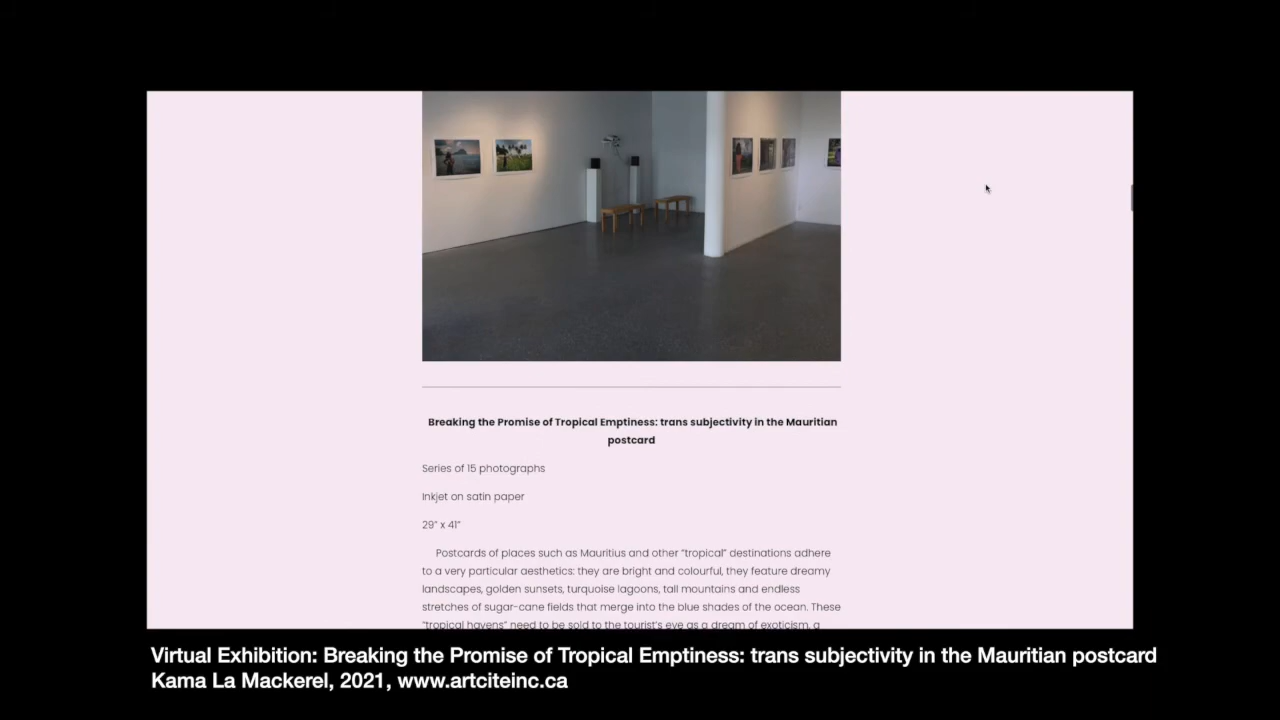 Breaking the Promise of Tropical Emptiness: trans subjectivity in the Mauritian
postcard
Series of 15 photographs
Inkjet on satin paper
29" x 41"
Postcards of places such as Mauritius and other "tropical" destinations adhere
to a very particular aesthetics: they are bright and colourful, they feature dreamy
landscapes, golden sunsets, turquoise lagoons, tall mountains and endless
stretches of sugar-cane fields that merge into the blue shades of the ocean. These
"tropical havens" need to be sold to the tourist's eye as a dream of exoticism, a
Virtual Exhibition: Breaking the Promise of Tropical Emptiness: trans subjectivity in the Mauritian postcard
Kama La Mackerel, 2021, www.artciteinc.ca